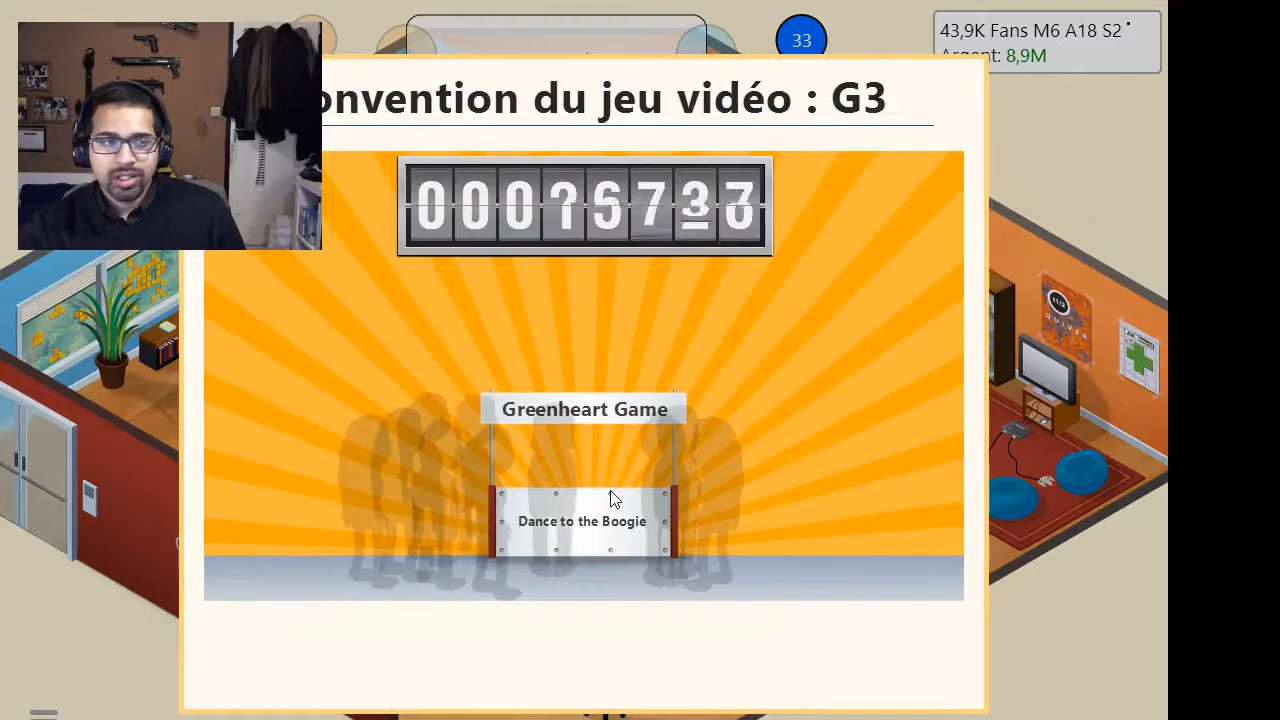 33
43,9K Fans M6 A18 S2
Argent: 8,9M
onvention du jeu vidéo : G3
Greenheart Game
Dance to the Boogie
QUIVER